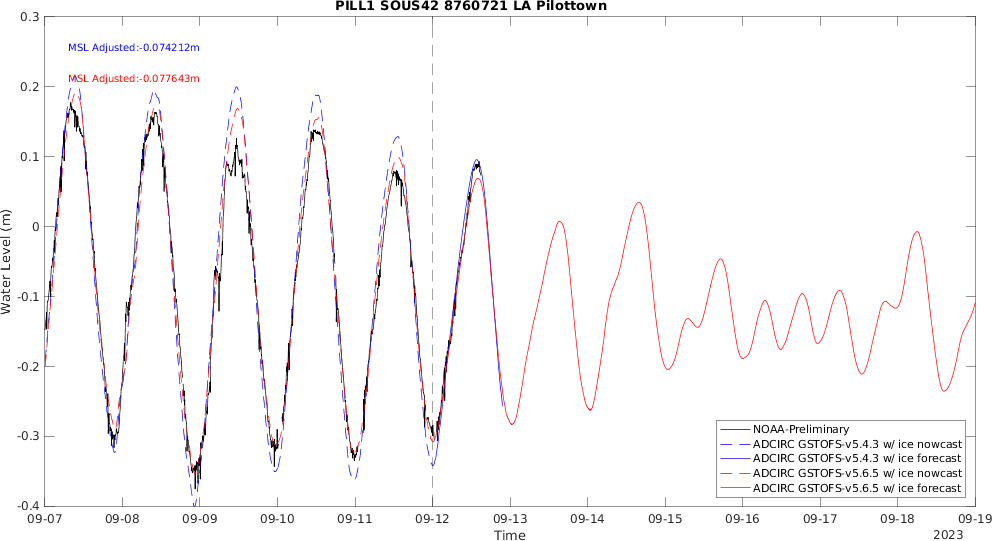 PILL1 SOUS42 8760721 LA Pilottown
0.3
0.2
0.1
0
-0.1
-0.2
-0.3
-0.4
Water Level (m)
MSL Adjusted:-0.074212m
MSL Adjusted:-0.077643m
NOAA-Preliminary
ADCIRC GSTOFS-v5.4.3 w/ ice nowcast
ADCIRC GSTOFS-v5.4.3 w/ ice forecast
ADCIRC GSTOFS-v5.6.5 w/ ice nowcast
ADCIRC GSTOFS-v5.6.5 w/ ice forecast
09-07 09-08 09-09 09-10 09-11 09-12 09-13 09-14 09-15 09-16 09-17 09-18 09-19
Time
2023